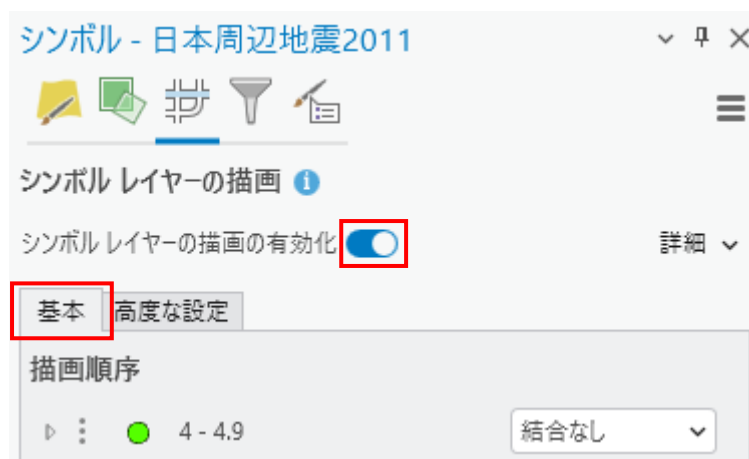 シンボル - 日本周辺地震2011
シンボル レイヤーの描画
シンボル レイヤーの描画の有効化 詳細
基本 高度な設定
描画順序
4 - 4.9 結合なし